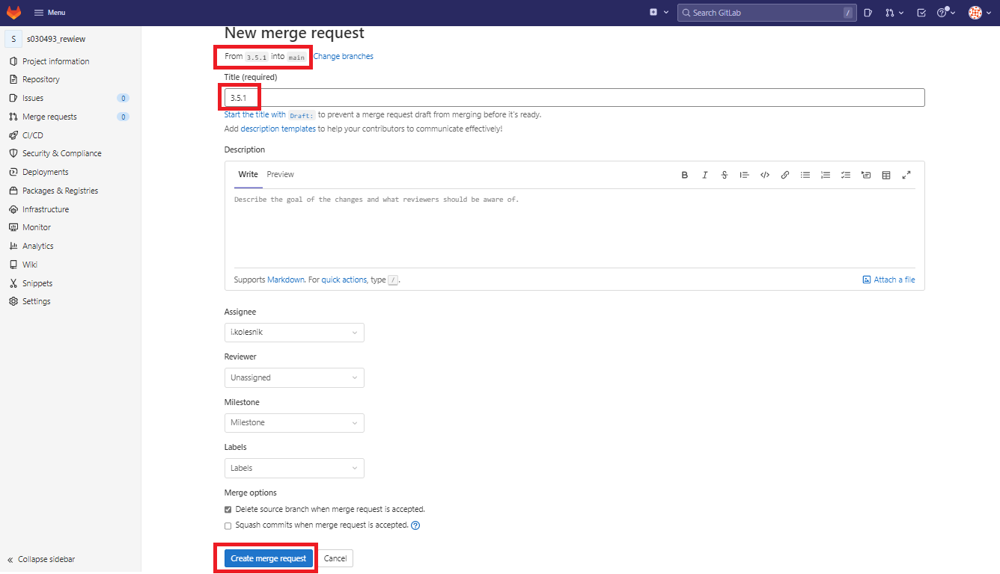 Menu
Search GitLab /
S s030493_rewiew
Project information
Repository
Issues 0
Merge requests 0
CI/CD
Security & Compliance
Deployments
Packages & Registries
Infrastructure
Monitor
Analytics
Wiki
Snippets
Settings
Collapse sidebar
New merge request
From 3.5.1 into main Change branches
Title (required)
3.5.1
Start the title with Draft: to prevent a merge request draft from merging before it's ready.
Add description templates to help your contributors to communicate effectively!
Description
Write Preview
Describe the goal of the changes and what reviewers should be aware of.
Supports Markdown. For quick actions, type /.
Attach a file
Assignee
i.kolesnik
Reviewer
Unassigned
Milestone
Milestone
Labels
Labels
Merge options
Delete source branch when merge request is accepted.
Squash commits when merge request is accepted.
Create merge request Cancel